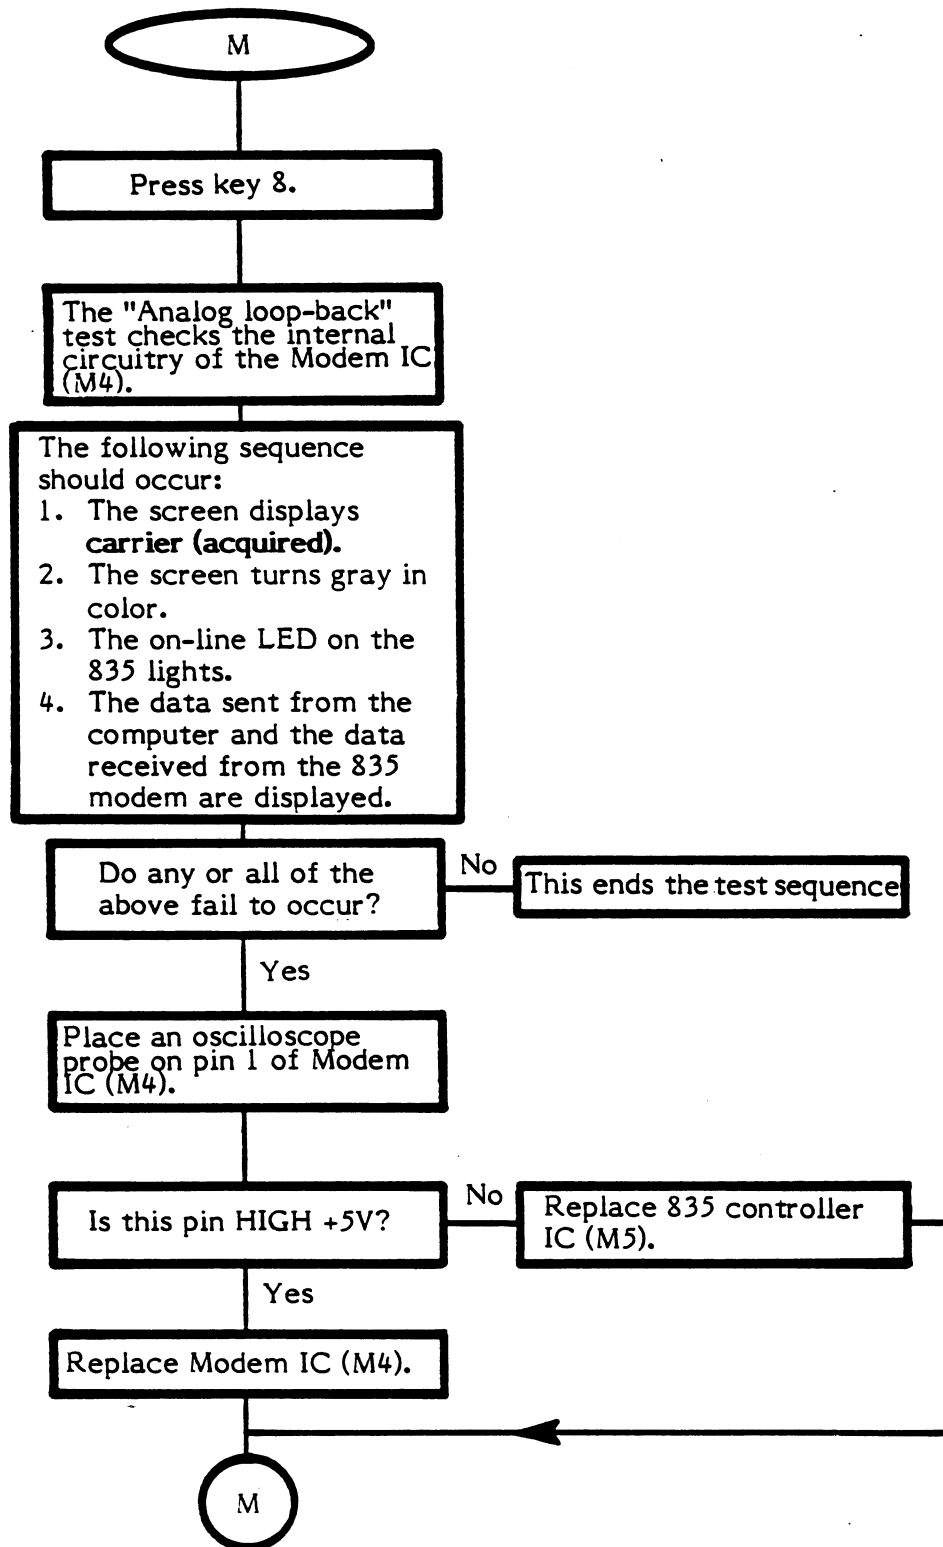 M
Press key 8.
The "Analog loop-back"
test checks the internal
circuitry of the Modem IC
(M4).
The following sequence
should occur:
1. The screen displays
carrier (acquired).
2. The screen turns gray in
color.
3. The on-line LED on the
835 lights.
4. The data sent from the
computer and the data
received from the 835
modem are displayed.
Do any or all of the
above fail to occur?
No
This ends the test sequence
Yes
Place an oscilloscope
probe on pin 1 of Modem
IC (M4).
Is this pin HIGH +5V?
No
Replace 835 controller
IC (M5).
Yes
Replace Modem IC (M4).
M